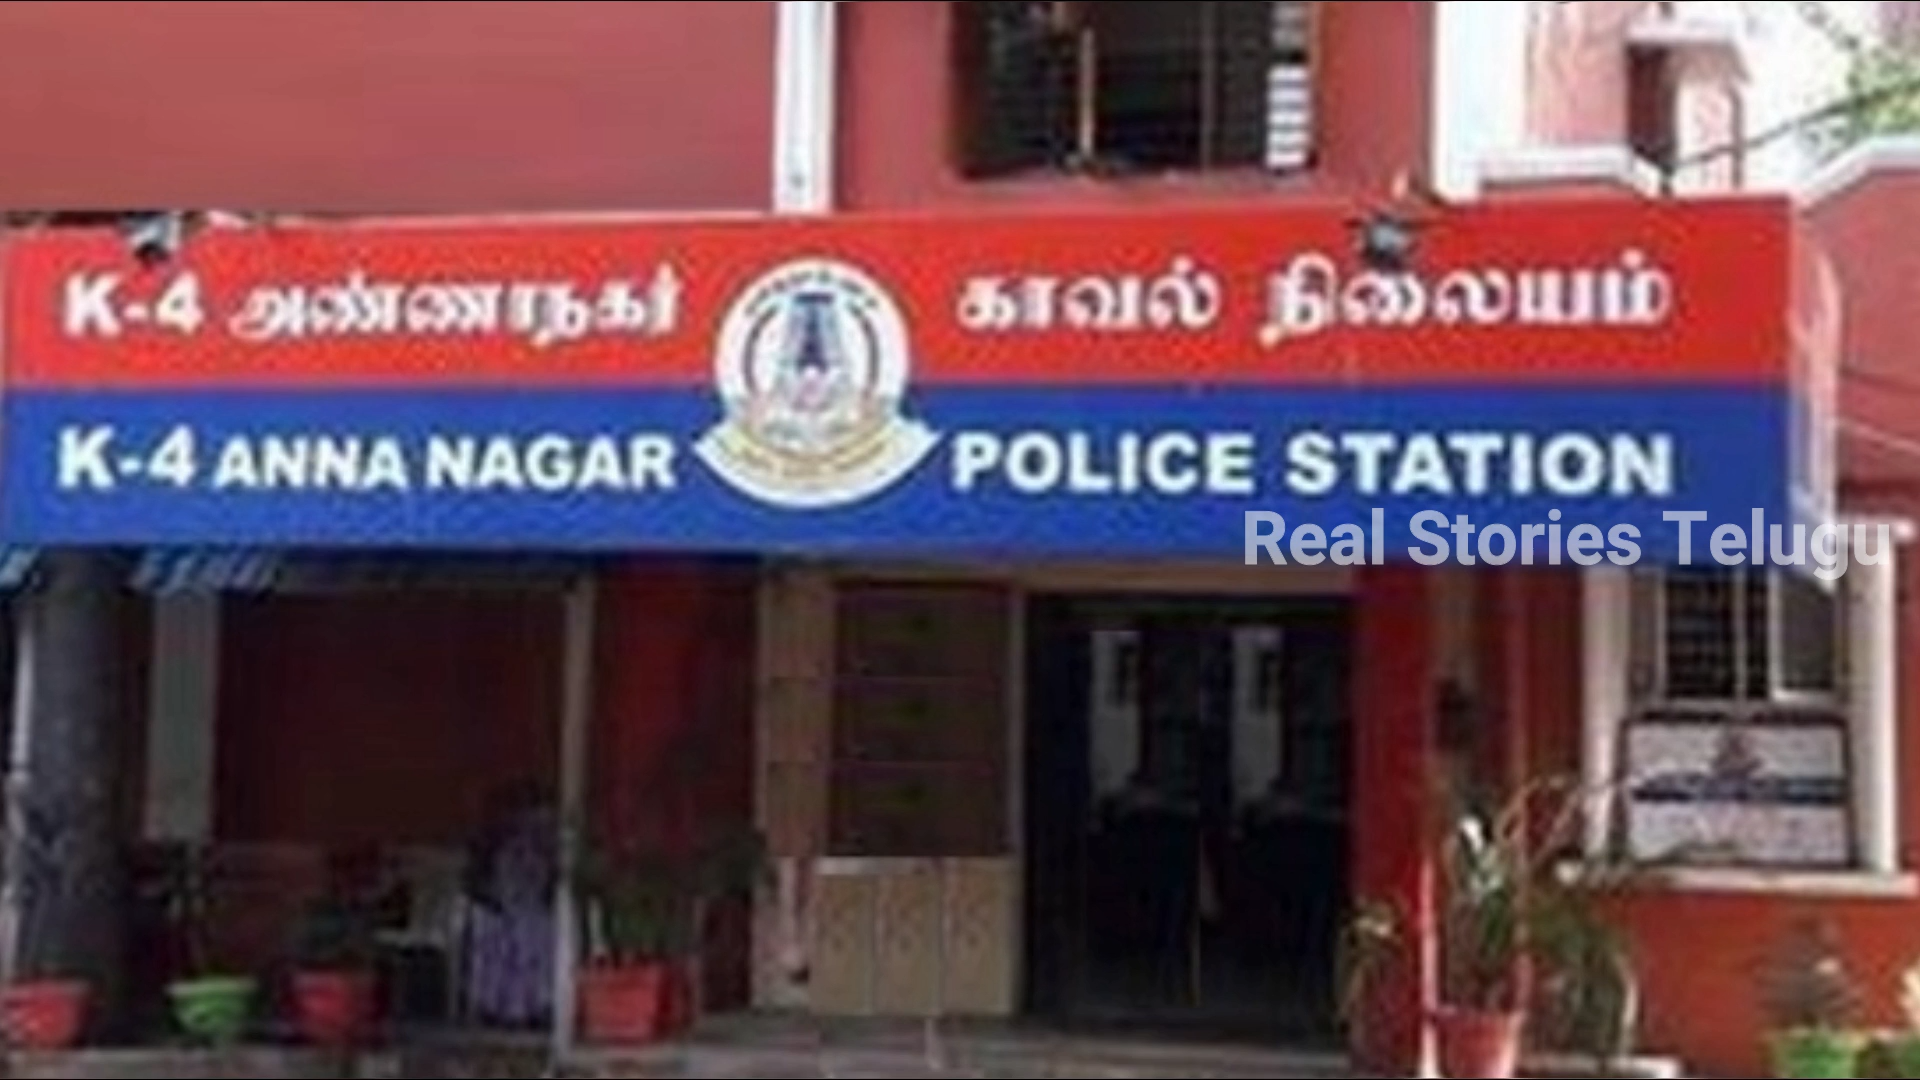 K-4 அண்ணாநகர் காவல் நிலையம்
K-4 ANNA NAGAR POLICE STATION
Real Stories Telugu